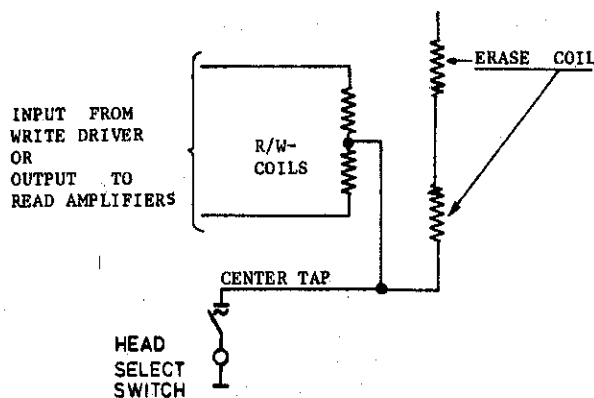 ERASE COIL
INPUT FROM
WRITE DRIVER
OR
OUTPUT TO
READ AMPLIFIERS
R/W-
COILS
CENTER TAP
HEAD
SELECT
SWITCH